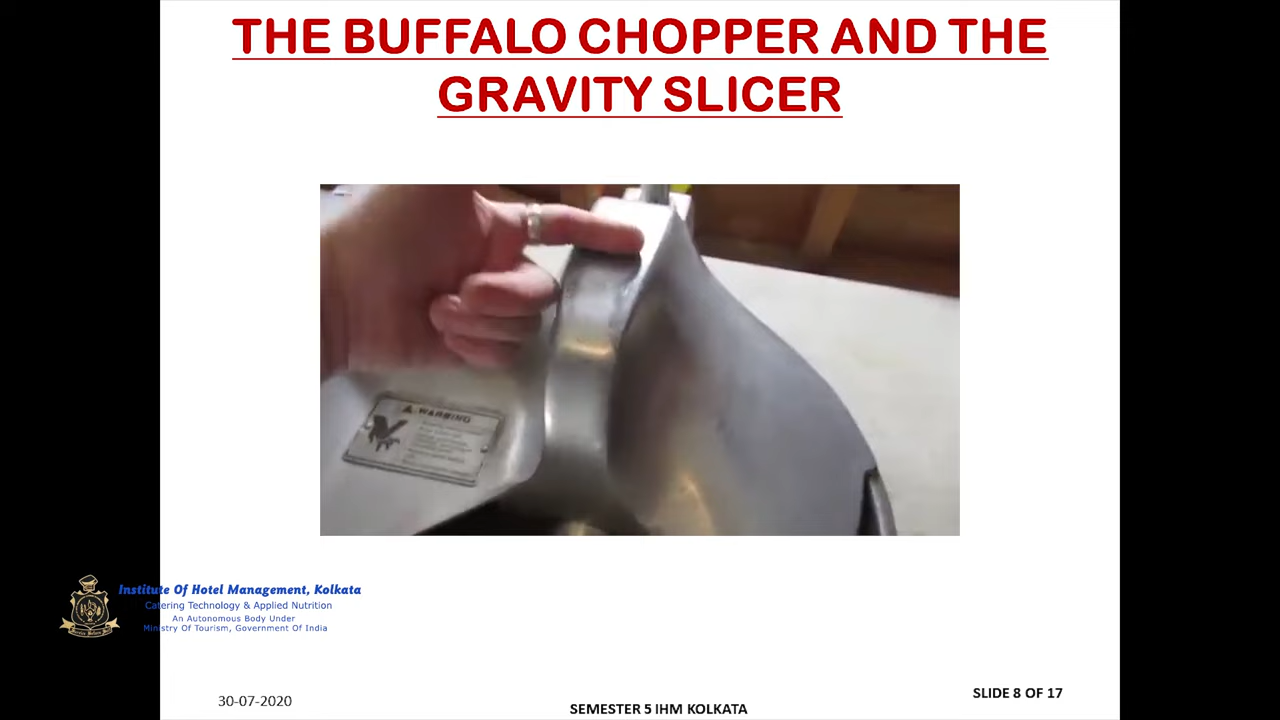 THE BUFFALO CHOPPER AND THE
GRAVITY SLICER
WARNING
Institute Of Hotel Management, Kolkata
Catering Technology & Applied Nutrition
An Autonomous Body Under
Ministry Of Tourism, Government Of India
30-07-2020
SEMESTER 5 IHM KOLKATA
SLIDE 8 OF 17